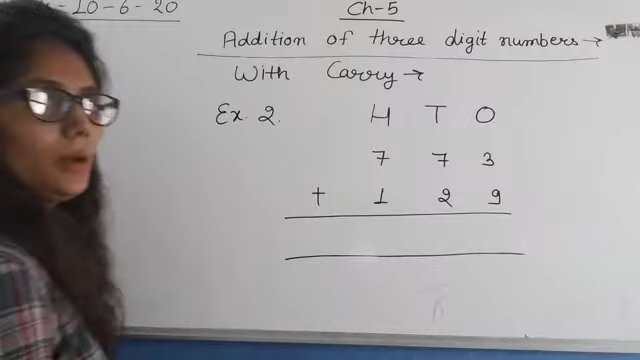 - 10-6-20
Ch-5
Addition of three digit numbers →
With Carry →
Ex. 2. H T O
7 7 3
+ 1 2 9